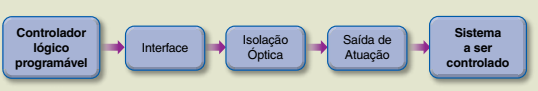 Controlador
lógico
programável
Interface
Isolação
Óptica
Saída de
Atuação
Sistema
a ser
controlado